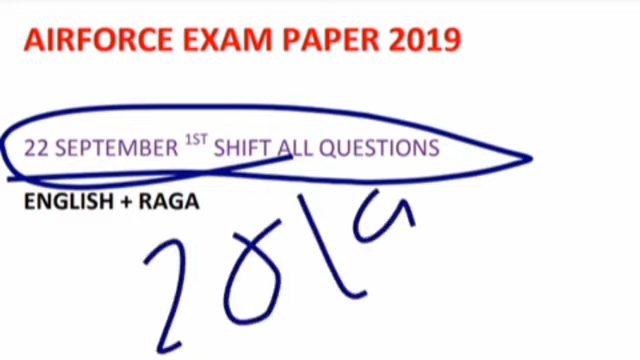 AIRFORCE EXAM PAPER 2019
22 SEPTEMBER 1ST SHIFT ALL QUESTIONS
ENGLISH + RAGA
2019